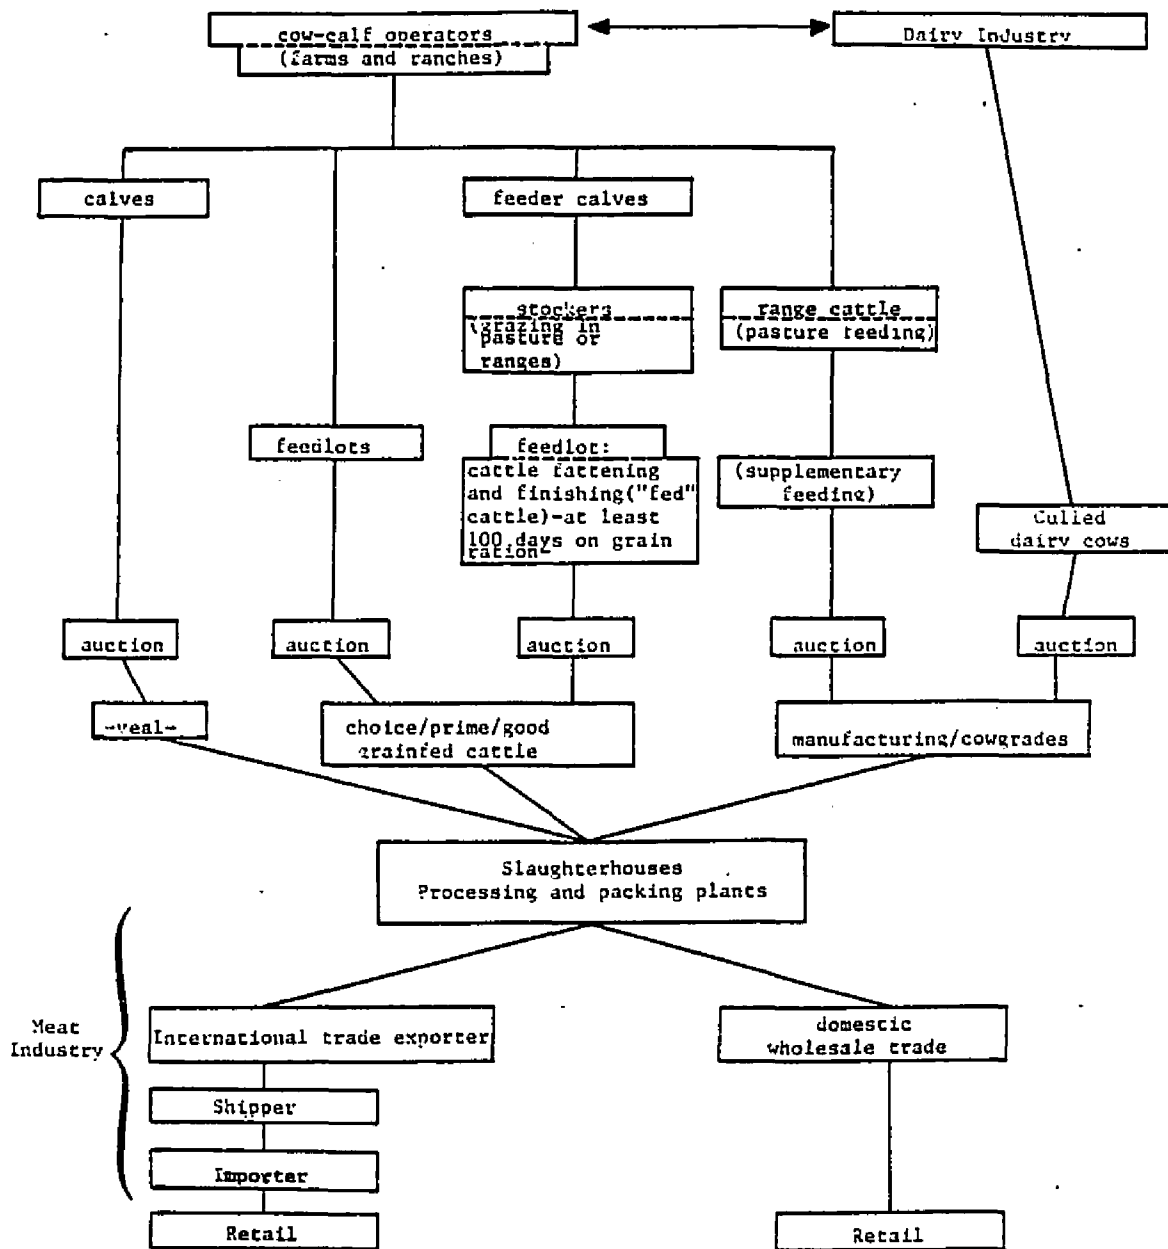 cow-calf operators
(farms and ranches)
Dairy Industry
calves
feeder calves
stockers
(grazing in
pasture or
ranges)
range cattle
(pasture feeding)
feedlots
feedlot:
cattle fattening
and finishing("fed"
cattle)-at least
100 days on grain
ration
(supplementary
feeding)
Culled
dairy cows
auction
auction
auction
auction
auction
-veal-
choice/prime/good
grainfed cattle
manufacturing/cowgrades
Slaughterhouses
Processing and packing plants
Meat
Industry
International trade exporter
domestic
wholesale trade
Shipper
Importer
Retail
Retail